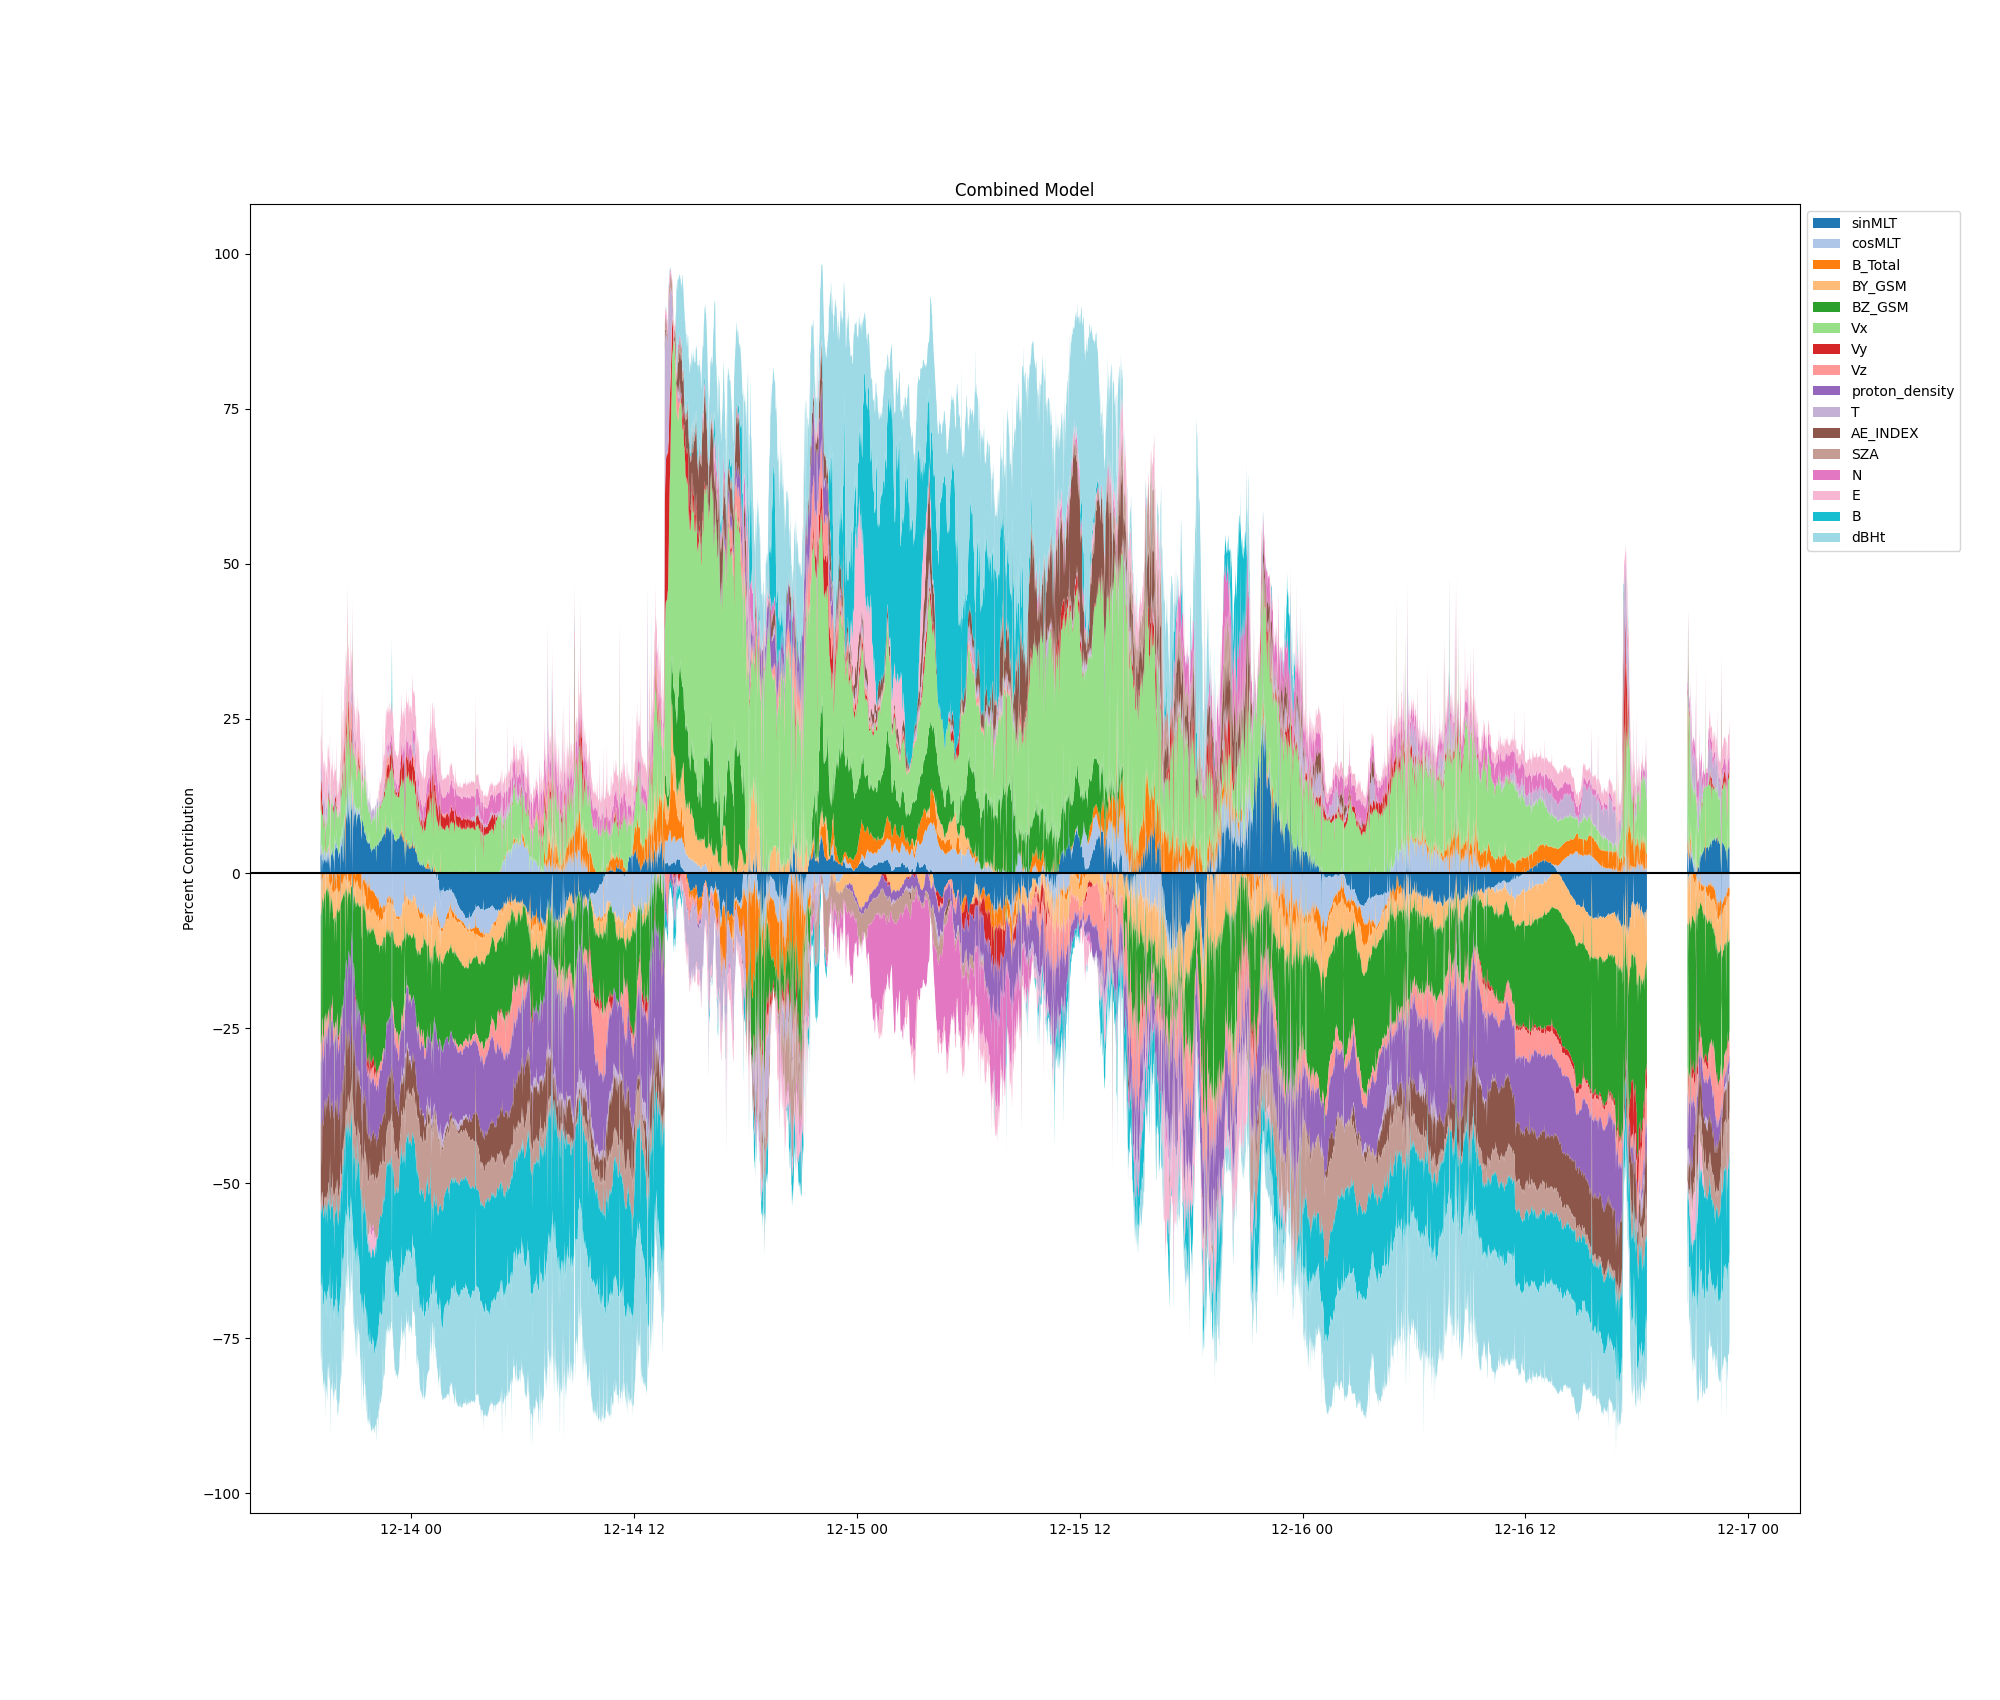 Combined Model
100
75
50
25
0
−25
−50
−75
−100
Percent Contribution
12-14 00
12-14 12
12-15 00
12-15 12
12-16 00
12-16 12
12-17 00
sinMLT
cosMLT
B_Total
BY_GSM
BZ_GSM
Vx
Vy
Vz
proton_density
T
AE_INDEX
SZA
N
E
B
dBHt